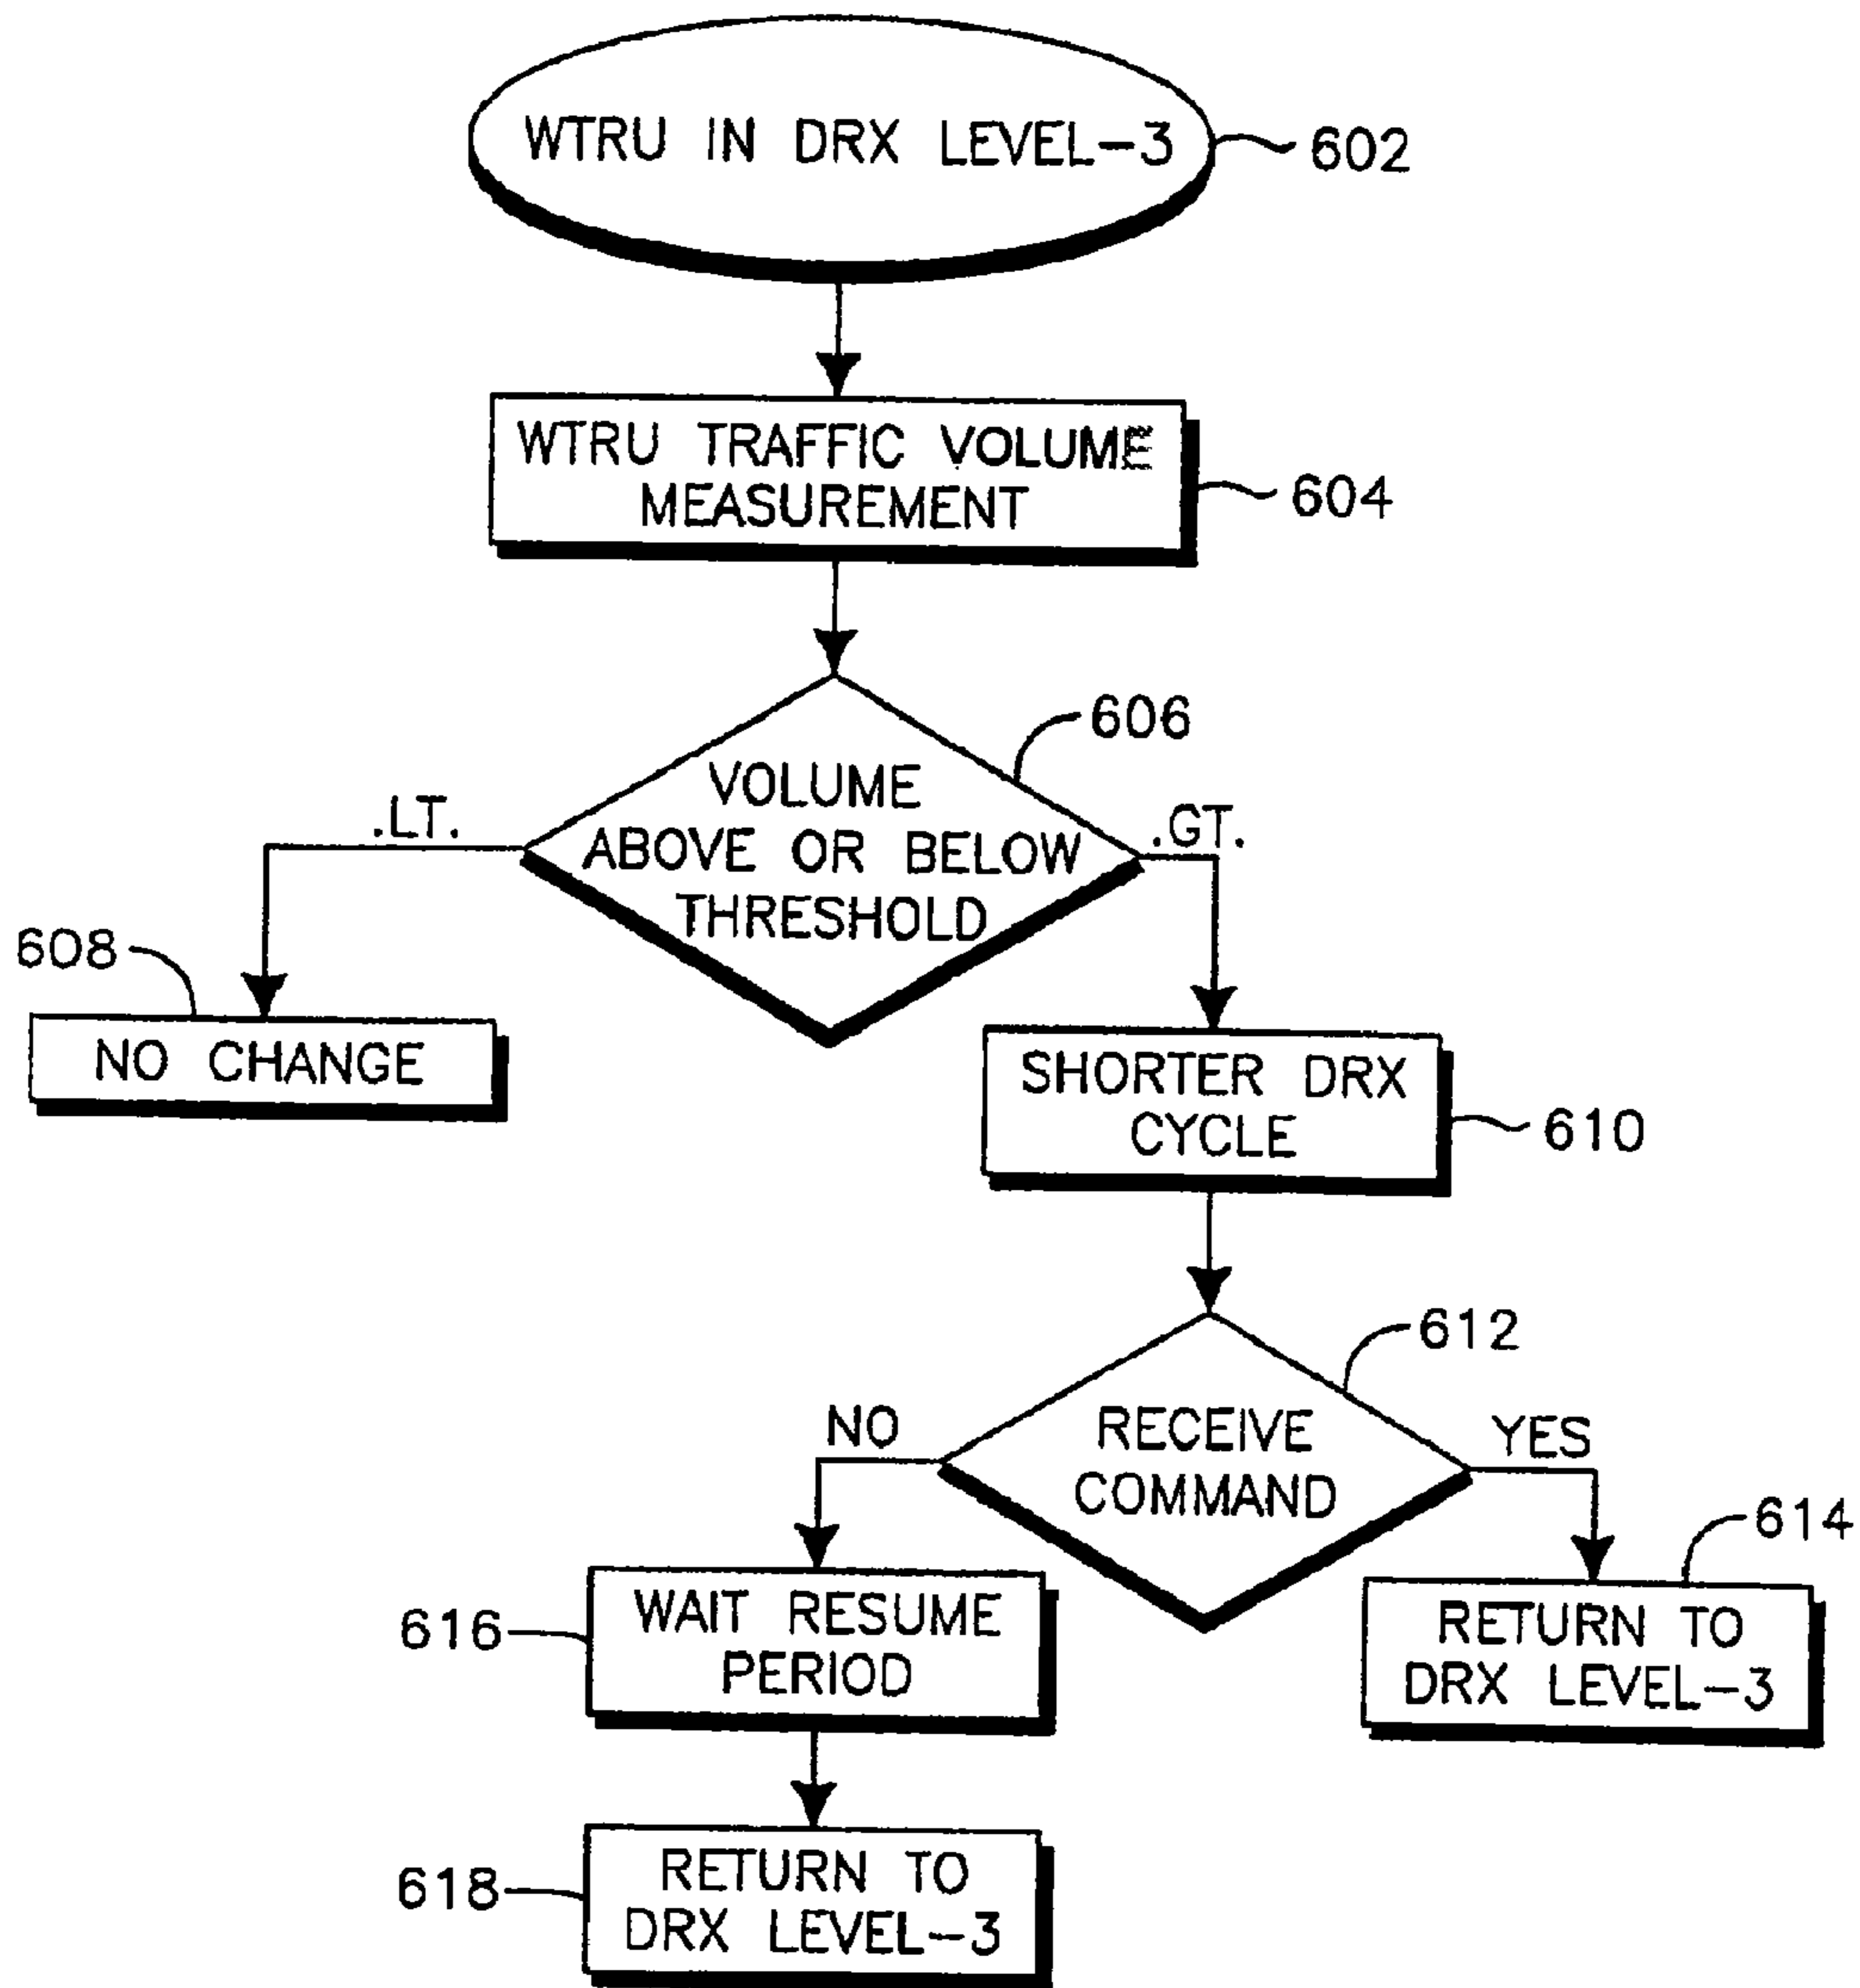 WTRU IN DRX LEVEL-3
602
WTRU TRAFFIC VOLUME
MEASUREMENT
604
606
VOLUME
ABOVE OR BELOW
THRESHOLD
.LT.
.GT.
608
NO CHANGE
SHORTER DRX
CYCLE
610
612
RECEIVE
COMMAND
NO
YES
614
RETURN TO
DRX LEVEL-3
616
WAIT RESUME
PERIOD
618
RETURN TO
DRX LEVEL-3